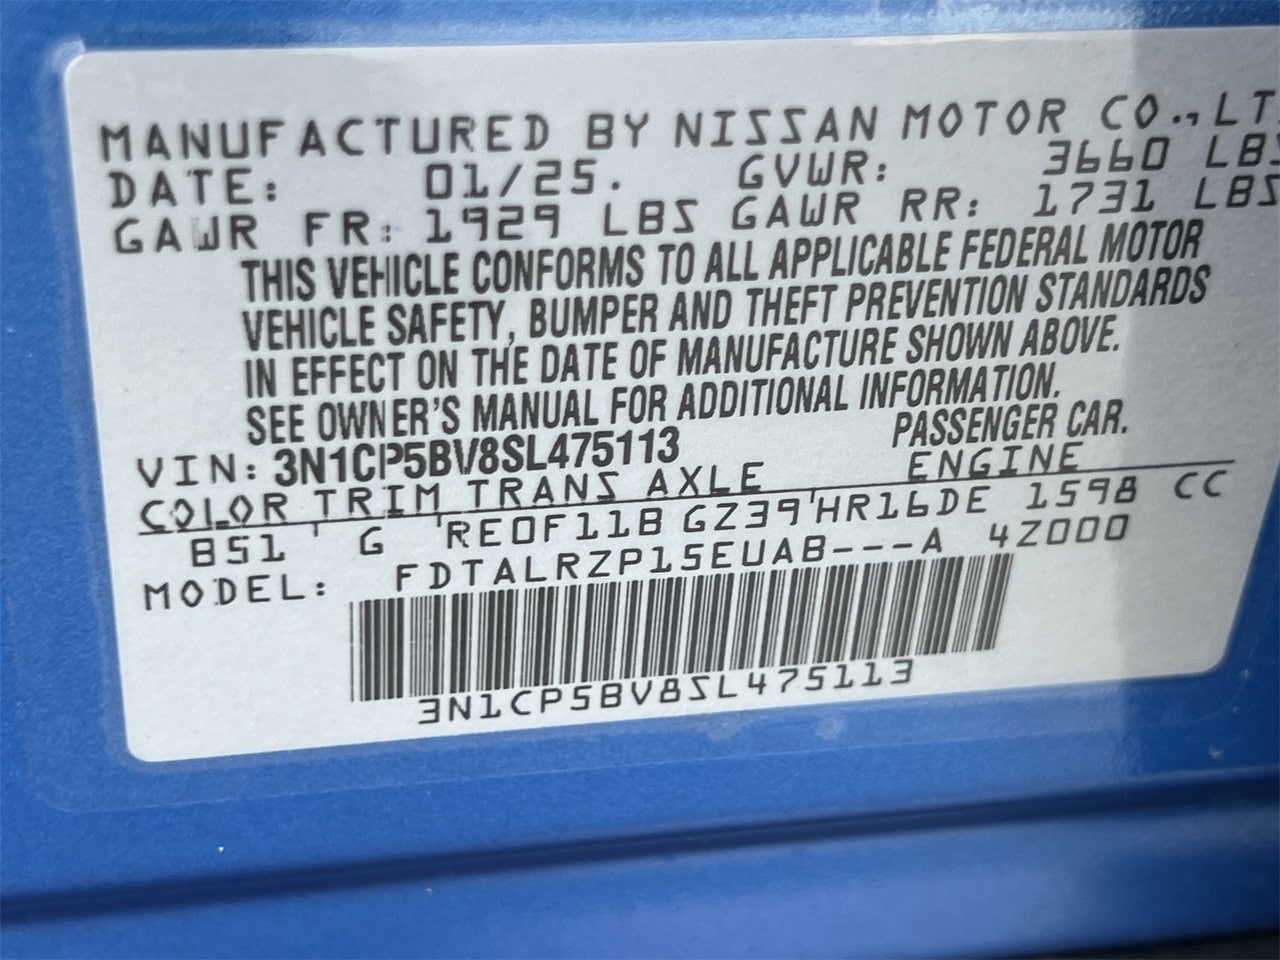 MANUFACTURED BY NISSAN MOTOR CO., LT
DATE: 01/25. GVWR: 3660 LBS
GAWR FR: 1929 LBS GAWR RR: 1731 LBS
THIS VEHICLE CONFORMS TO ALL APPLICABLE FEDERAL MOTOR
VEHICLE SAFETY, BUMPER AND THEFT PREVENTION STANDARDS
IN EFFECT ON THE DATE OF MANUFACTURE SHOWN ABOVE.
SEE OWNER'S MANUAL FOR ADDITIONAL INFORMATION.
VIN: 3N1CP5BV8SL475113 PASSENGER CAR.
COLOR TRIM TRANS AXLE ENGINE
B51 ' G ' RE0F11B GZ39 ' HR16DE 1598 CC
MODEL: FDTALRZP15EUAB---A 4Z000
3N1CP5BV8SL475113